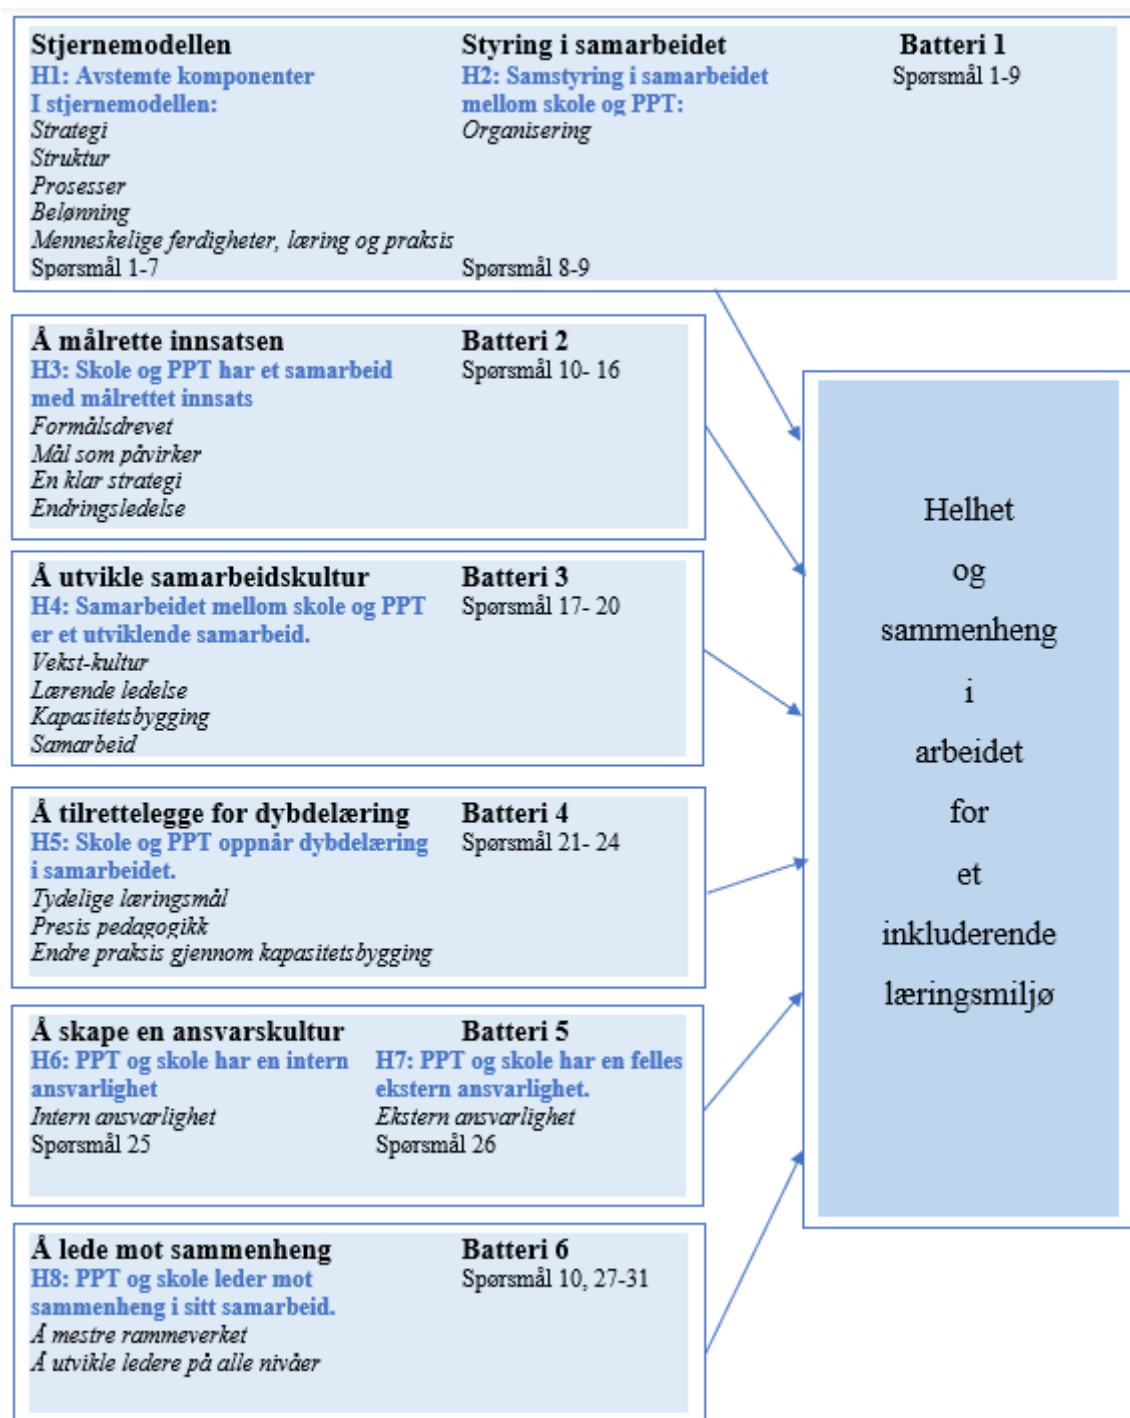 Stjernemodellen Styring i samarbeidet Batteri 1
H1: Avstemte komponenter H2: Samstyring i samarbeidet Spørsmål 1-9
I stjernemodellen: mellom skole og PPT:
Strategi Organisering
Struktur
Prosesser
Belønning
Menneskelige ferdigheter, læring og praksis
Spørsmål 1-7 Spørsmål 8-9
Å målrette innsatsen Batteri 2
H3: Skole og PPT har et samarbeid Spørsmål 10- 16
med målrettet innsats
Formålsdrevet
Mål som påvirker
En klar strategi
Endringsledelse
Å utvikle samarbeidskultur Batteri 3
H4: Samarbeidet mellom skole og PPT Spørsmål 17- 20
er et utviklende samarbeid.
Vekst-kultur
Lærende ledelse
Kapasitetsbygging
Samarbeid
Å tilrettelegge for dybdelæring Batteri 4
H5: Skole og PPT oppnår dybdelæring Spørsmål 21- 24
i samarbeidet.
Tydelige læringsmål
Presis pedagogikk
Endre praksis gjennom kapasitetsbygging
Å skape en ansvarskultur Batteri 5
H6: PPT og skole har en intern H7: PPT og skole har en felles
ansvarlighet ekstern ansvarlighet.
Intern ansvarlighet Ekstern ansvarlighet
Spørsmål 25 Spørsmål 26
Å lede mot sammenheng Batteri 6
H8: PPT og skole leder mot Spørsmål 10, 27-31
sammenheng i sitt samarbeid.
Å mestre rammeverket
Å utvikle ledere på alle nivåer
Helhet
og
sammenheng
i
arbeidet
for
et
inkluderende
læringsmiljø